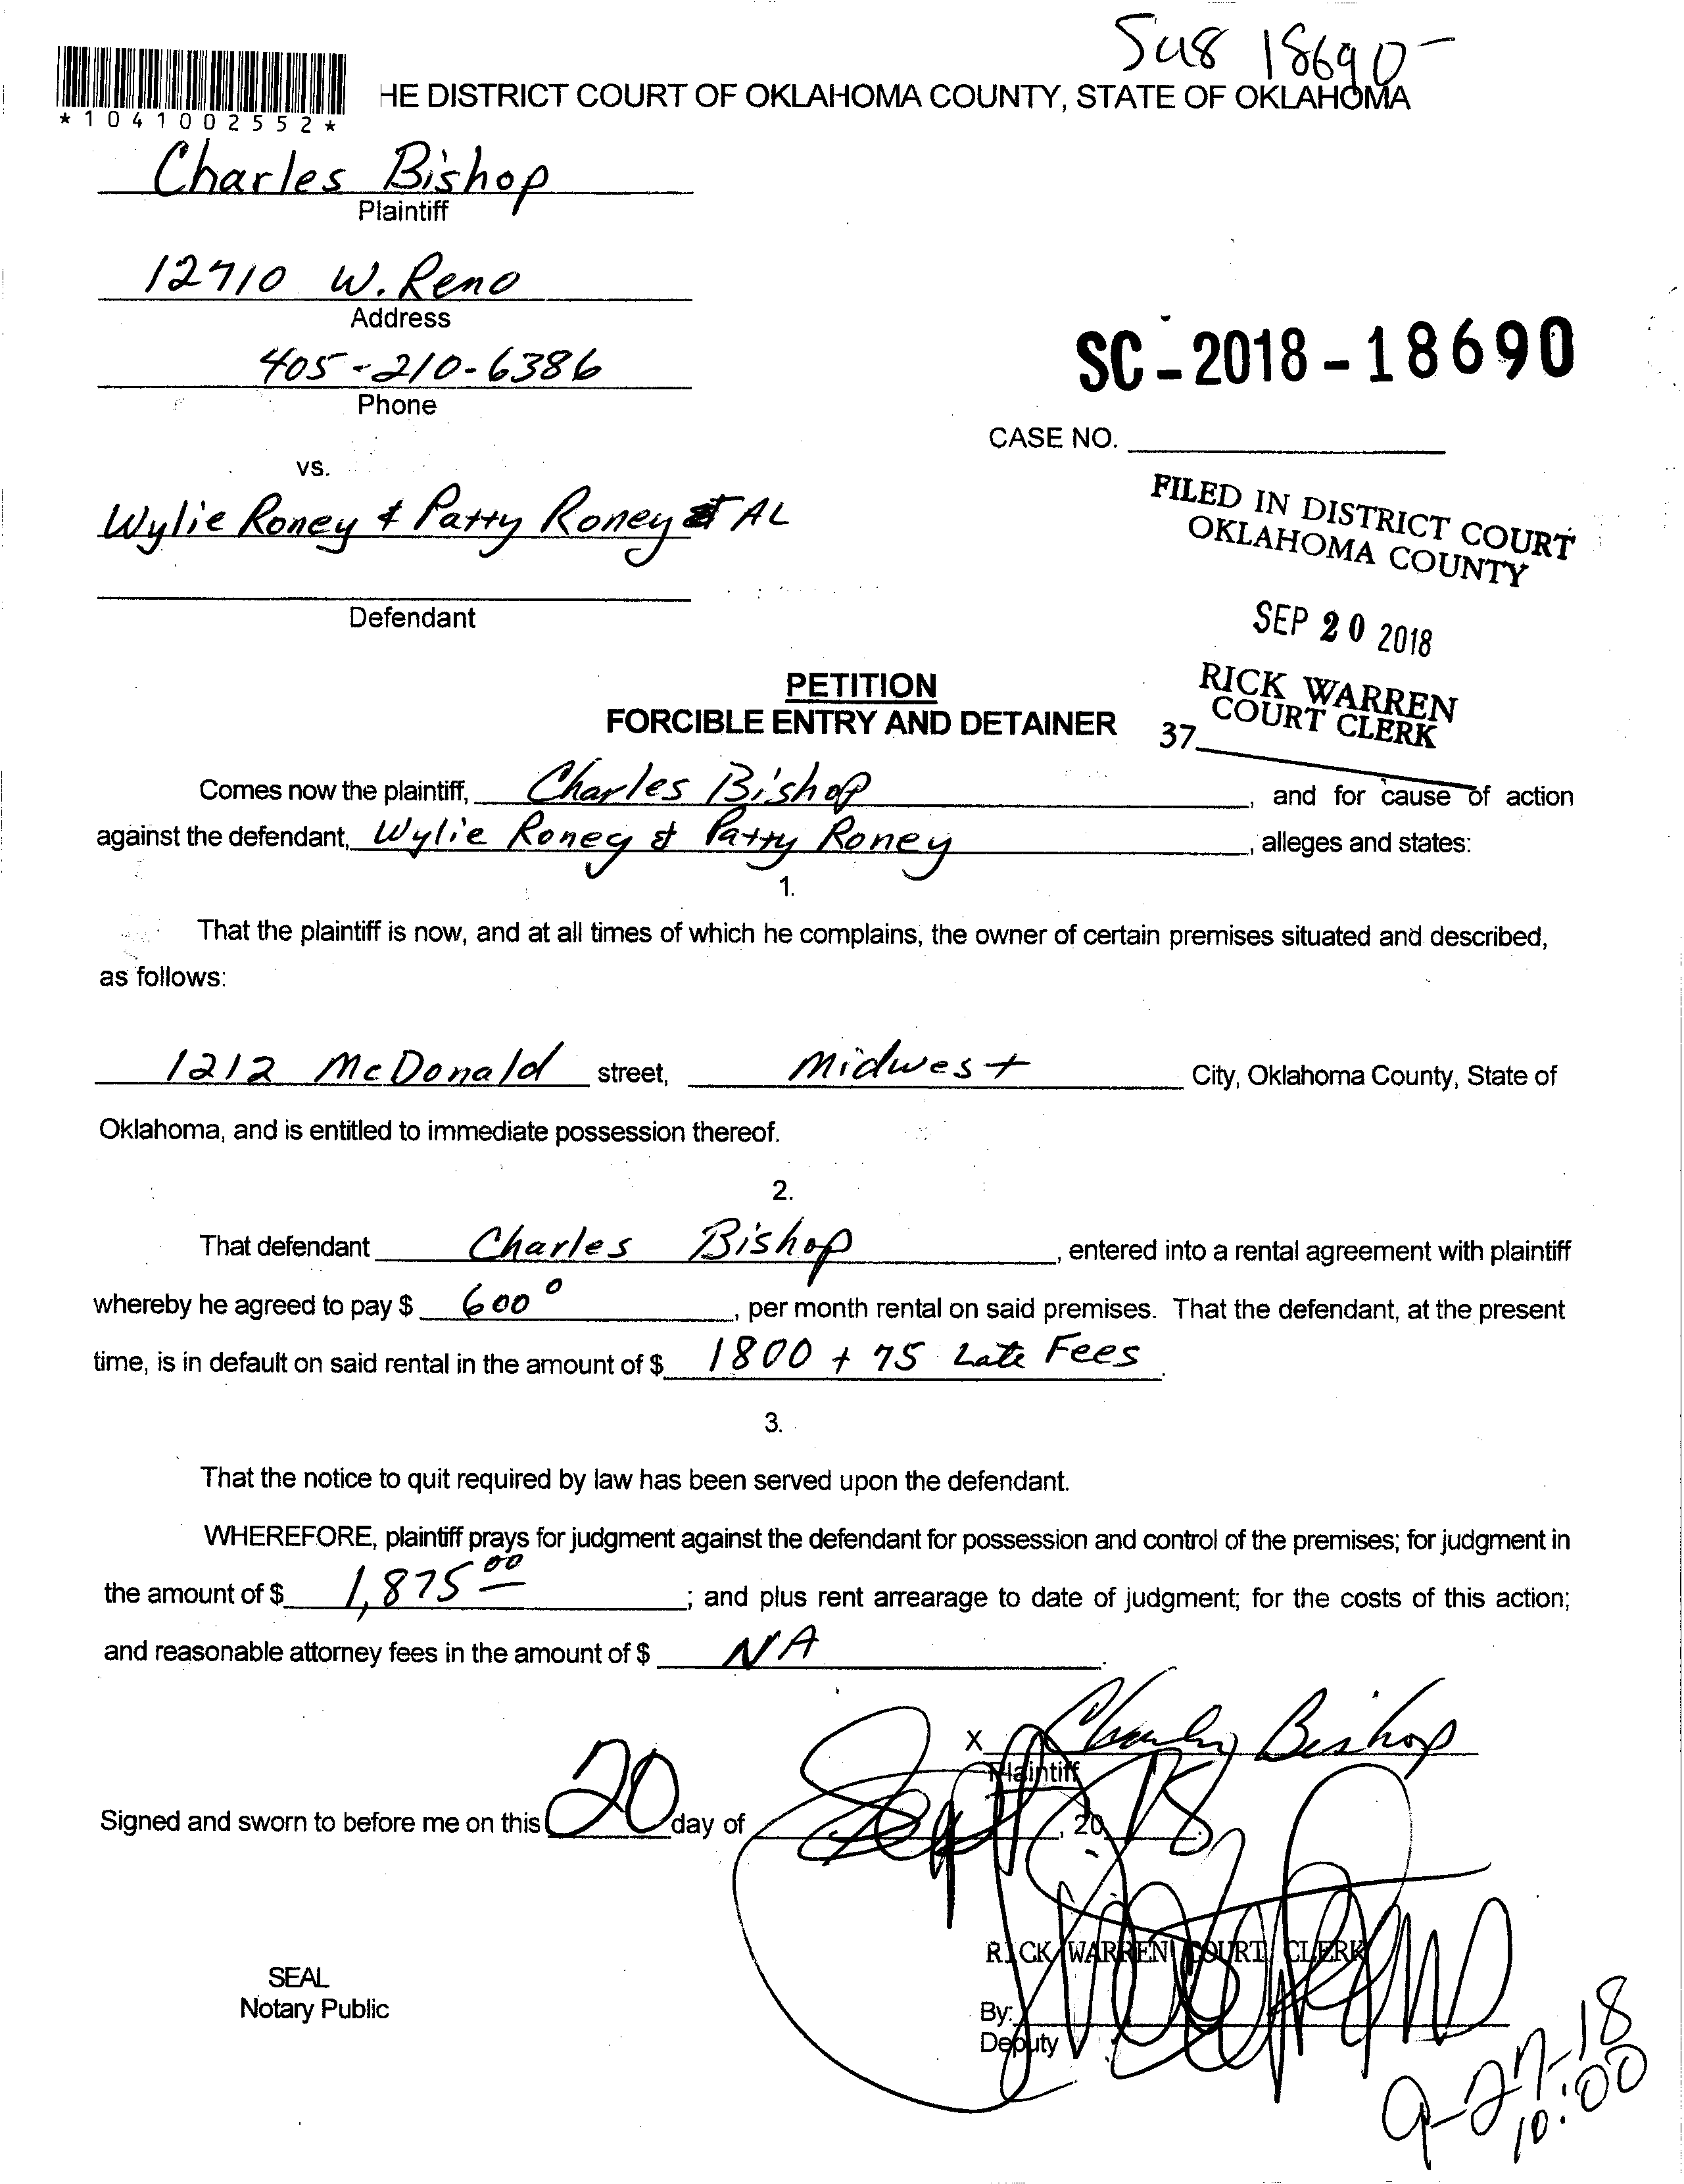 Sus 18690-
HE DISTRICT COURT OF OKLAHOMA COUNTY, STATE OF OKLAHOMA
*1041002552*
Charles Bishop
Plaintiff
12710 W. Reno
Address
405-210-6386
Phone
SC-2018-18690
CASE NO.
vs.
Wylie Roney & Patty Roney et AL
Defendant
FILED IN DISTRICT COURT
OKLAHOMA COUNTY
SEP 20 2018
RICK WARREN
COURT CLERK
37
PETITION
FORCIBLE ENTRY AND DETAINER
Comes now the plaintiff, Charles Bishop, and for cause of action
against the defendant, Wylie Roney & Patty Roney, alleges and states:
1.
That the plaintiff is now, and at all times of which he complains, the owner of certain premises situated and described,
as follows:
1212 McDonald street, Midwest City, Oklahoma County, State of
Oklahoma, and is entitled to immediate possession thereof.
2.
That defendant Charles Bishop, entered into a rental agreement with plaintiff
whereby he agreed to pay $ 600 0, per month rental on said premises. That the defendant, at the present
time, is in default on said rental in the amount of $ 1800 + 75 Late Fees.
3.
That the notice to quit required by law has been served upon the defendant.
WHEREFORE, plaintiff prays for judgment against the defendant for possession and control of the premises; for judgment in
the amount of $ 1,875 00; and plus rent arrearage to date of judgment; for the costs of this action;
and reasonable attorney fees in the amount of $ NA.
X Charles Bishop
Plaintiff
Signed and sworn to before me on this 20 day of Sept, 20 18.
RICK WARREN COURT CLERK
SEAL
Notary Public
By:
Deputy
9-27-18
10:00